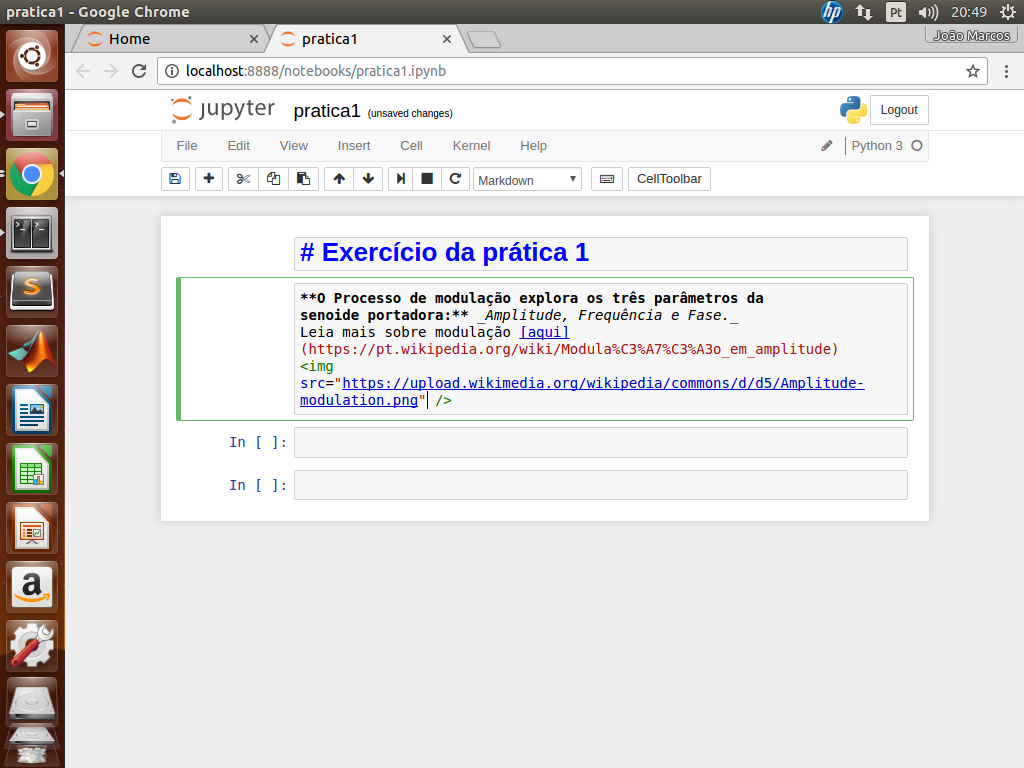 pratica1 - Google Chrome
hp Pt 20:49
João Marcos
Home × pratica1 ×
localhost:8888/notebooks/pratica1.ipynb
jupyter pratica1 (unsaved changes) Logout
File Edit View Insert Cell Kernel Help Python 3
Markdown CellToolbar
# Exercício da prática 1
**O Processo de modulação explora os três parâmetros da
senoide portadora:** _Amplitude, Frequência e Fase._
Leia mais sobre modulação [aqui]
(https://pt.wikipedia.org/wiki/Modula%C3%A7%C3%A3o_em_amplitude)
<img
src="https://upload.wikimedia.org/wikipedia/commons/d/d5/Amplitude-
modulation.png" />
In [ ]:
In [ ]:
S
a